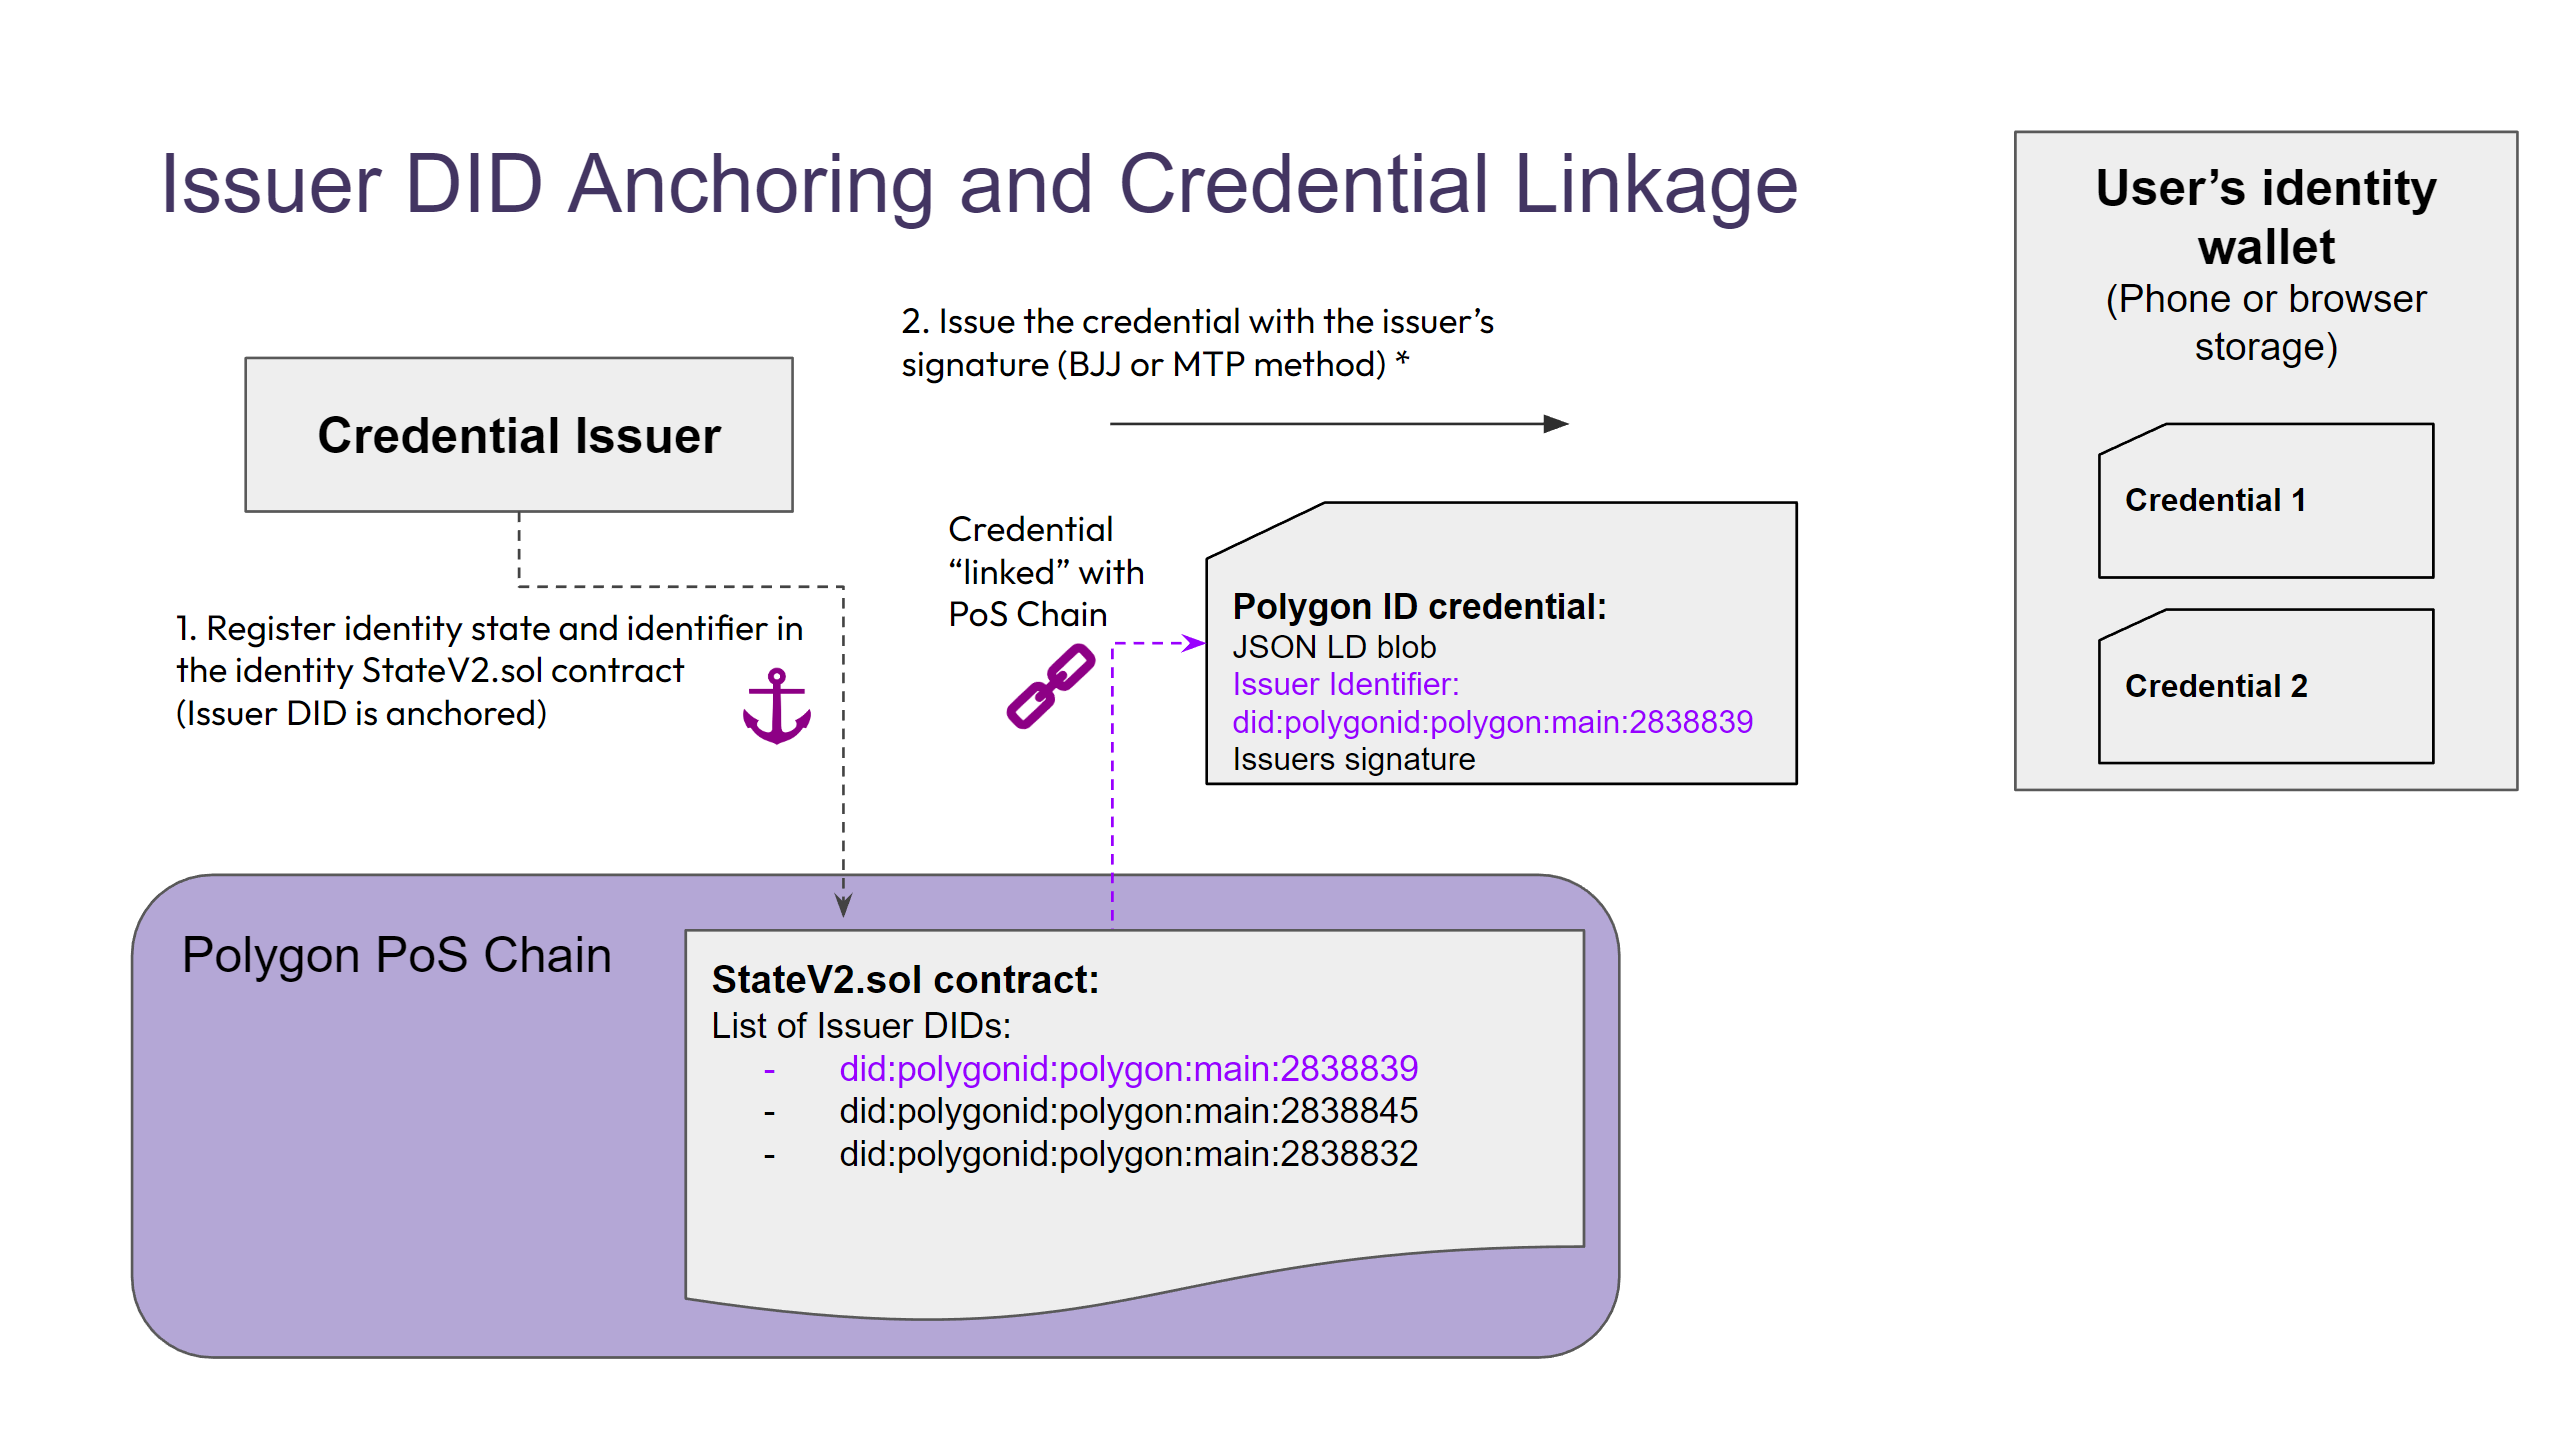 Issuer DID Anchoring and Credential Linkage
User’s identity
wallet
(Phone or browser
storage)
Credential 1
Credential 2
2. Issue the credential with the issuer’s
signature (BJJ or MTP method) *
Credential Issuer
Credential
“linked” with
PoS Chain
1. Register identity state and identifier in
the identity StateV2.sol contract
(Issuer DID is anchored)
Polygon ID credential:
JSON LD blob
Issuer Identifier:
did:polygonid:polygon:main:2838839
Issuers signature
Polygon PoS Chain
StateV2.sol contract:
List of Issuer DIDs:
- did:polygonid:polygon:main:2838839
- did:polygonid:polygon:main:2838845
- did:polygonid:polygon:main:2838832